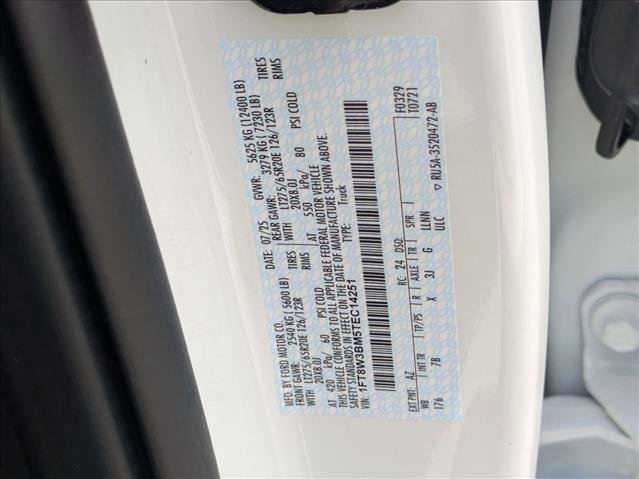 MFD. BY FORD MOTOR CO.
DATE: 07/25 GVWR: 5625 KG (12400 LB)
FRONT GAWR: 2540 KG (5600 LB) REAR GAWR: 3279 KG (7230 LB)
LT275/65R20E 126/123R TIRES WITH LT275/65R20E 126/123R TIRES
20X8.0J RIMS WITH 20X8.0J RIMS
AT 420 kPa/ 60 PSI COLD AT 550 kPa/ 80 PSI COLD
THIS VEHICLE CONFORMS TO ALL APPLICABLE FEDERAL MOTOR VEHICLE
SAFETY STANDARDS IN EFFECT ON THE DATE OF MANUFACTURE SHOWN ABOVE.
VIN: 1FT8W3BM5TEC14251 TYPE: Truck
F0329
T0721
EXT PNT: AZ RC: 24 DSO:
WB INT TR TP/PS R AXLE TR SPR
176 7B X 3J G LLNN
ULC RU5A-3520472-AB